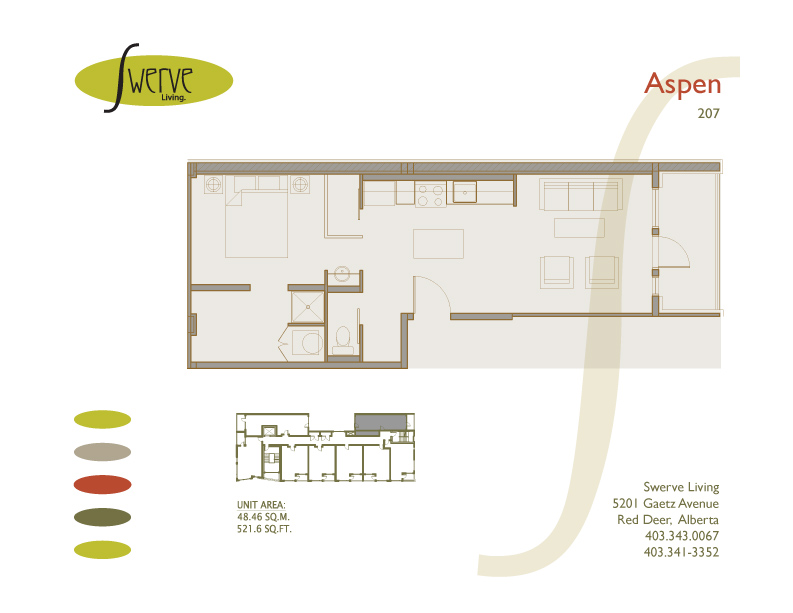 Swerve
Living.
Aspen
207
UNIT AREA:
48.46 SQ.M.
521.6 SQ.FT.
Swerve Living
5201 Gaetz Avenue
Red Deer, Alberta
403.343.0067
403.341-3352